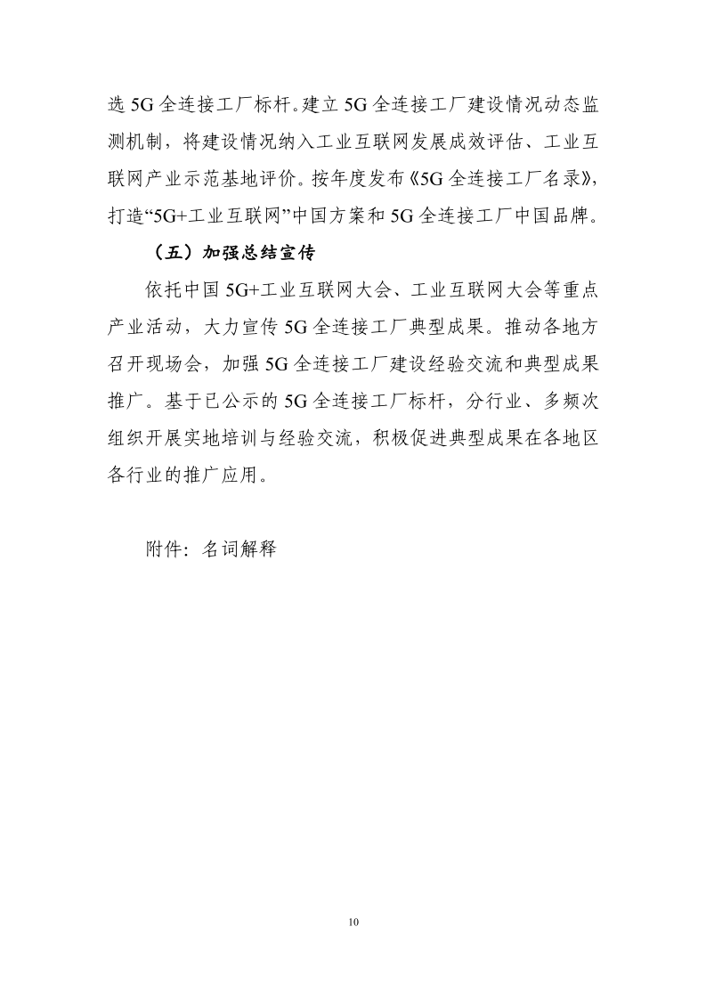 选 5G 全连接工厂标杆。建立 5G 全连接工厂建设情况动态监
测机制，将建设情况纳入工业互联网发展成效评估、工业互
联网产业示范基地评价。按年度发布《5G 全连接工厂名录》，
打造“5G+工业互联网”中国方案和 5G 全连接工厂中国品牌。
（五）加强总结宣传
依托中国 5G+工业互联网大会、工业互联网大会等重点
产业活动，大力宣传 5G 全连接工厂典型成果。推动各地方
召开现场会，加强 5G 全连接工厂建设经验交流和典型成果
推广。基于已公示的 5G 全连接工厂标杆，分行业、多频次
组织开展实地培训与经验交流，积极促进典型成果在各地区
各行业的推广应用。
附件：名词解释
10